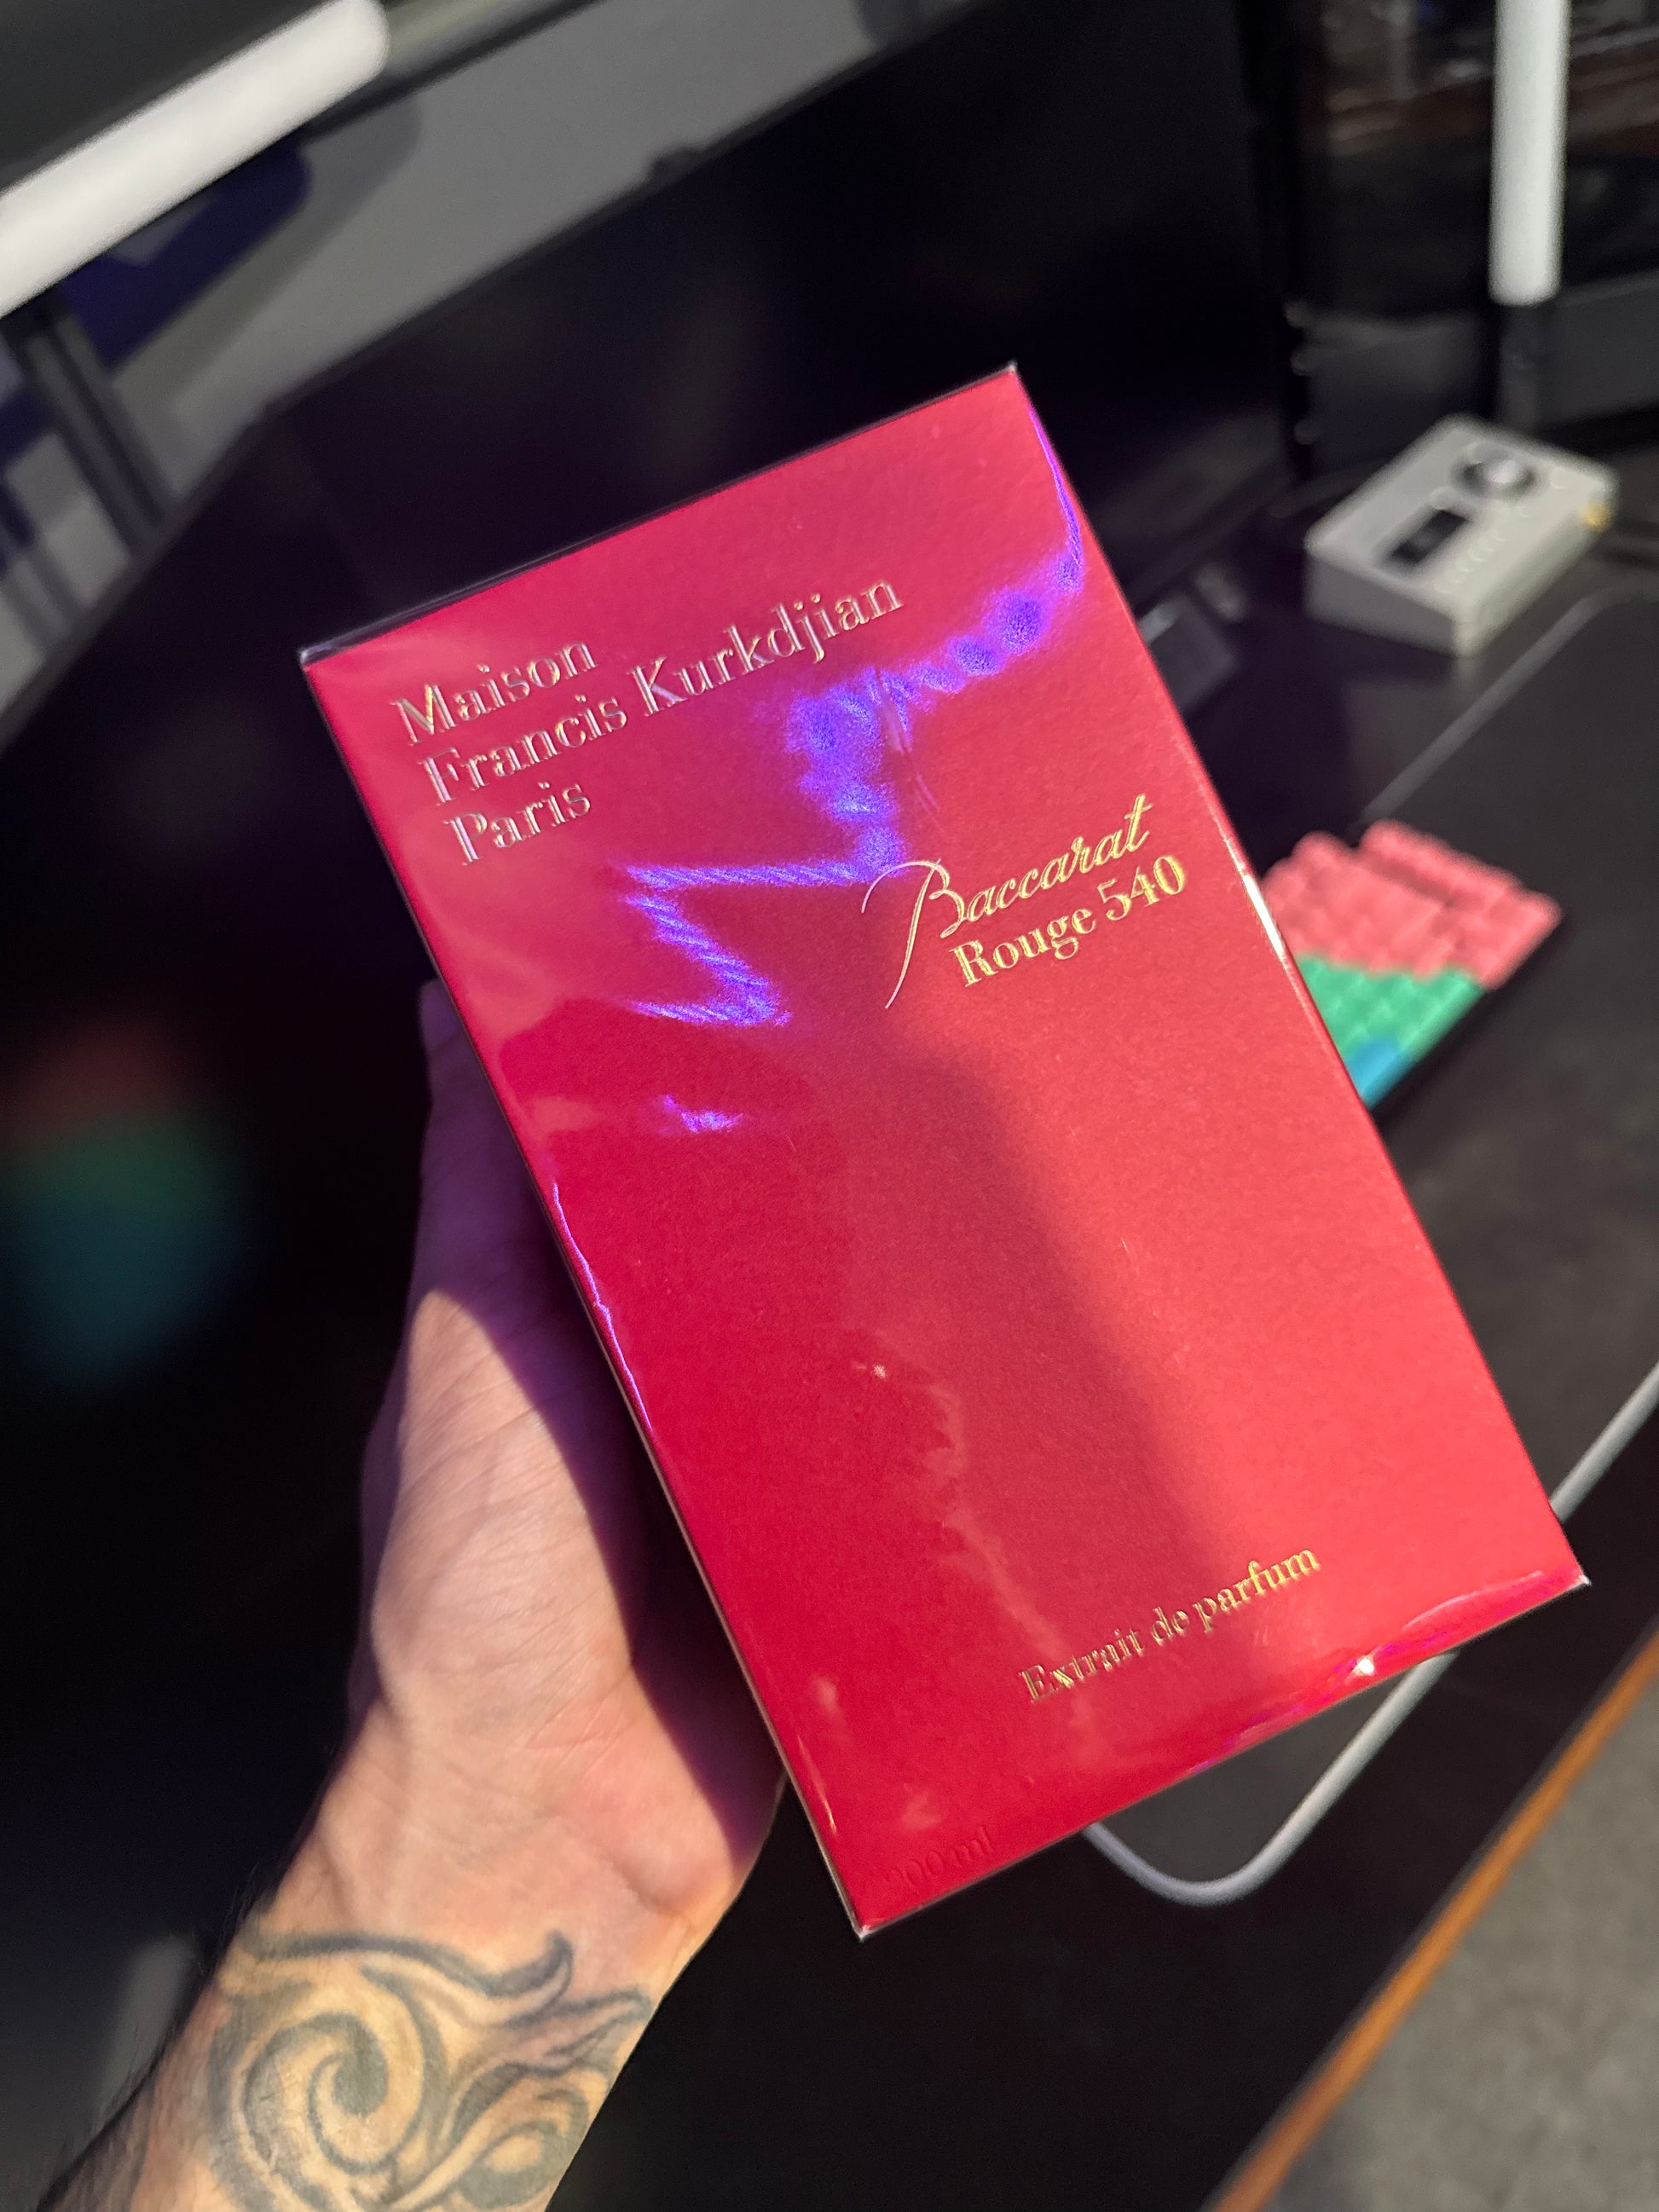 Maison
Francis Kurkdjian
Paris
Baccarat
Rouge 540
Extrait de parfum